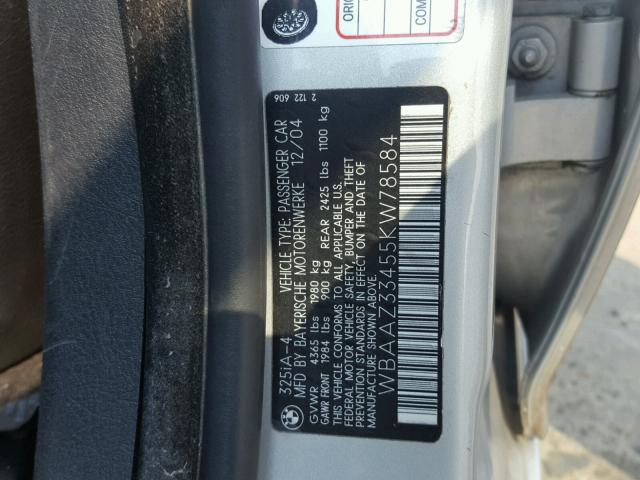 ORIG
COM
2 122 606
325iA-4 VEHICLE TYPE: PASSENGER CAR
MFD BY BAYERISCHE MOTORENWERKE 12/04
GVWR 4365 lbs 1980 kg
GAWR FRONT 1984 lbs 900 kg REAR 2425 lbs 1100 kg
THIS VEHICLE CONFORMS TO ALL APPLICABLE U.S.
FEDERAL MOTOR VEHICLE SAFETY, BUMPER AND THEFT
PREVENTION STANDARDS IN EFFECT ON THE DATE OF
MANUFACTURE SHOWN ABOVE.
WBAAZ33455KW78584